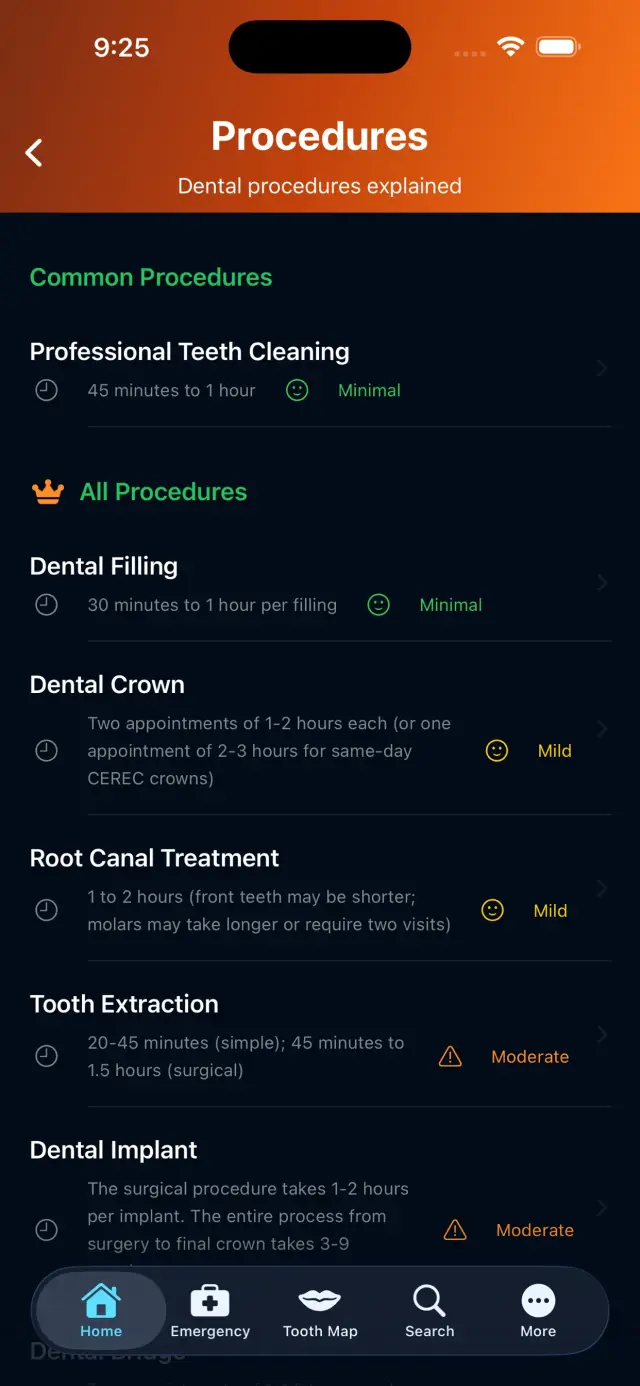 9:25
Procedures
Dental procedures explained
Common Procedures
Professional Teeth Cleaning
45 minutes to 1 hour
Minimal
All Procedures
Dental Filling
30 minutes to 1 hour per filling
Minimal
Dental Crown
Two appointments of 1-2 hours each (or one
appointment of 2-3 hours for same-day
CEREC crowns)
Mild
Root Canal Treatment
1 to 2 hours (front teeth may be shorter;
molars may take longer or require two visits)
Mild
Tooth Extraction
20-45 minutes (simple); 45 minutes to
1.5 hours (surgical)
Moderate
Dental Implant
The surgical procedure takes 1-2 hours
per implant. The entire process from
surgery to final crown takes 3-9
Moderate
Home
Emergency
Tooth Map
Search
More
Dental Bridge